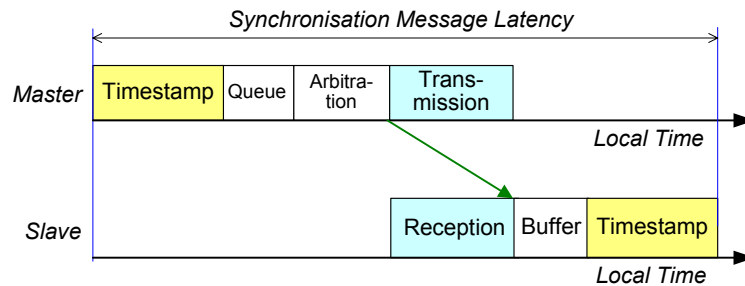 Synchronisation Message Latency
Master
Timestamp
Queue
Arbitra-
tion
Trans-
mission
Local Time
Slave
Reception
Buffer
Timestamp
Local Time